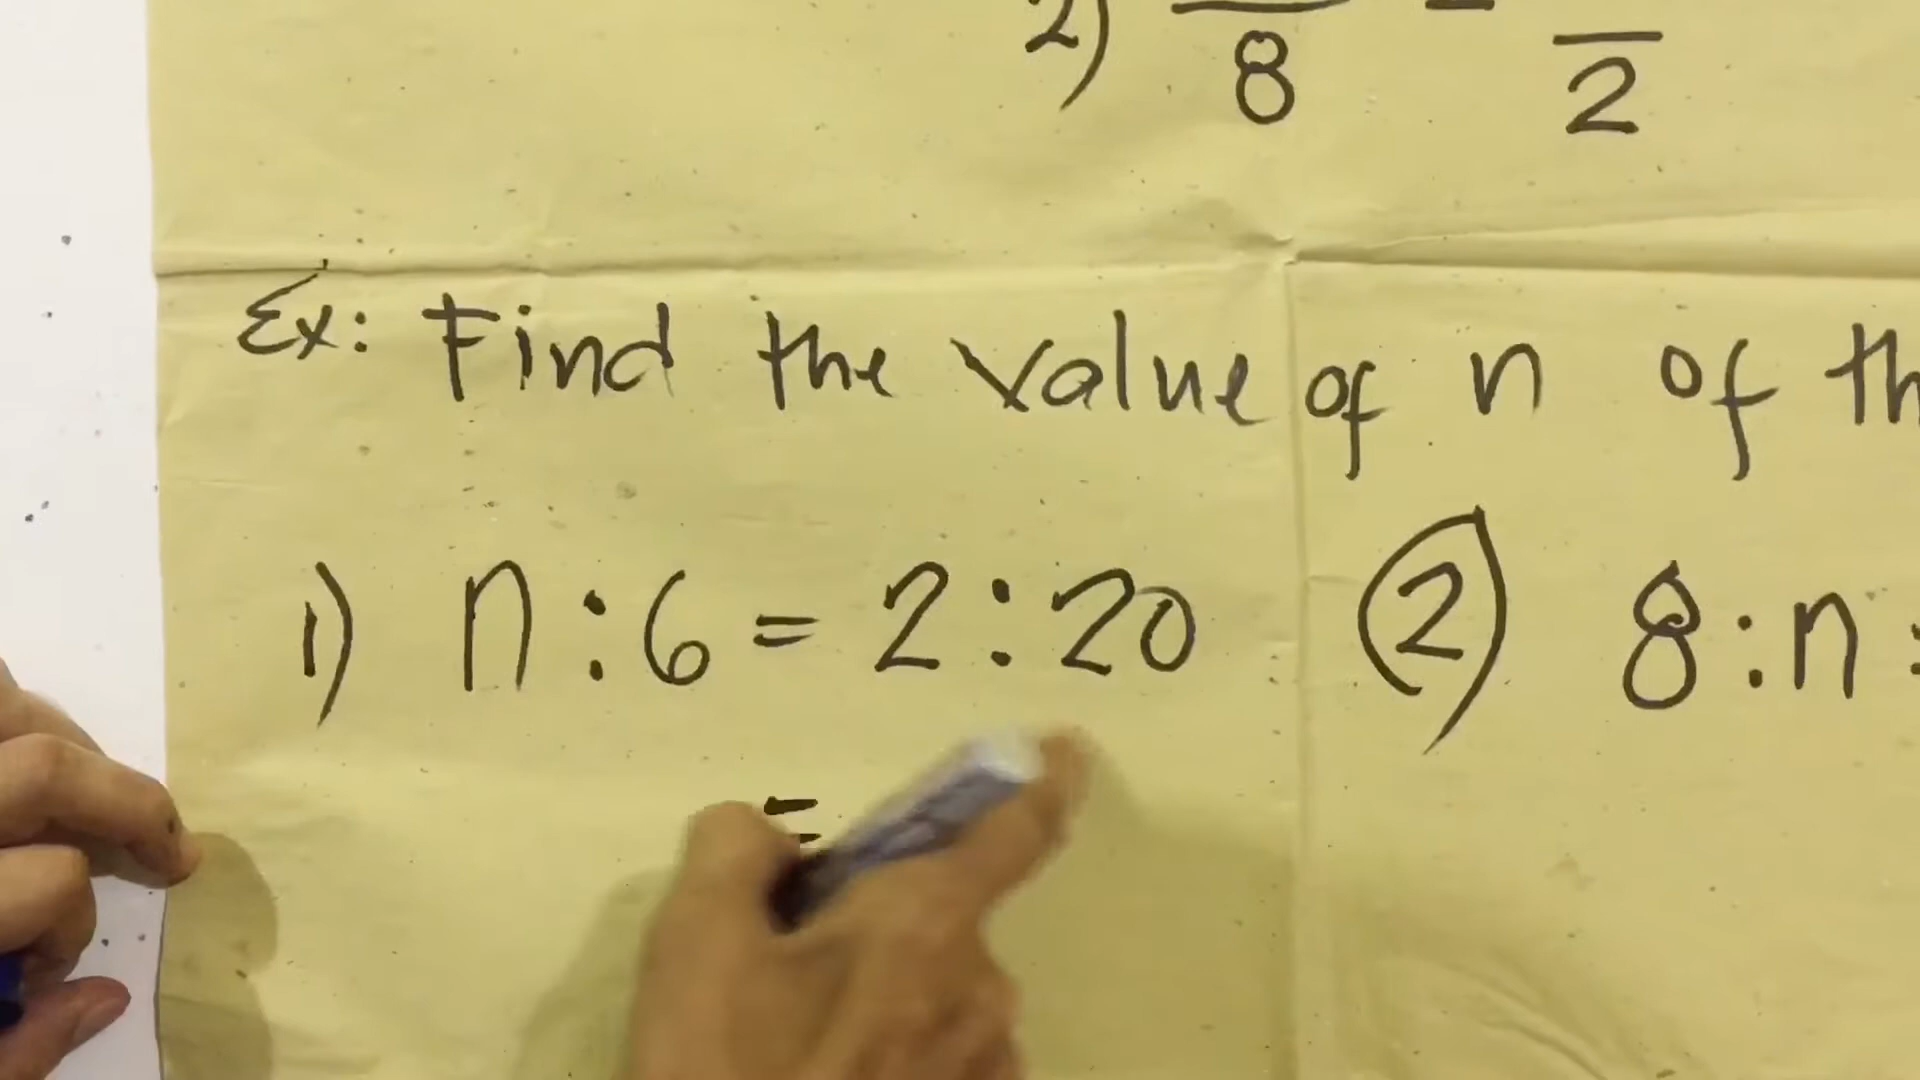 2) 8 = 2
Ex: Find the value of n of th
1) n : 6 = 2 : 20 (2) 8 : n =
=